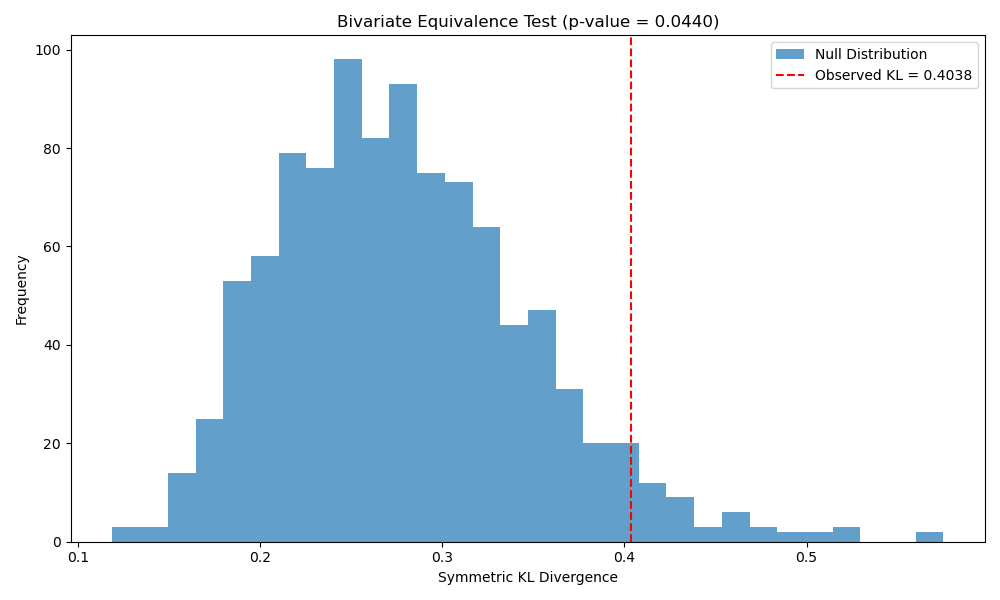 Bivariate Equivalence Test (p-value = 0.0440)
Null Distribution
Observed KL = 0.4038
Frequency
100
80
60
40
20
0
0.1
0.2
0.3
0.4
0.5
Symmetric KL Divergence